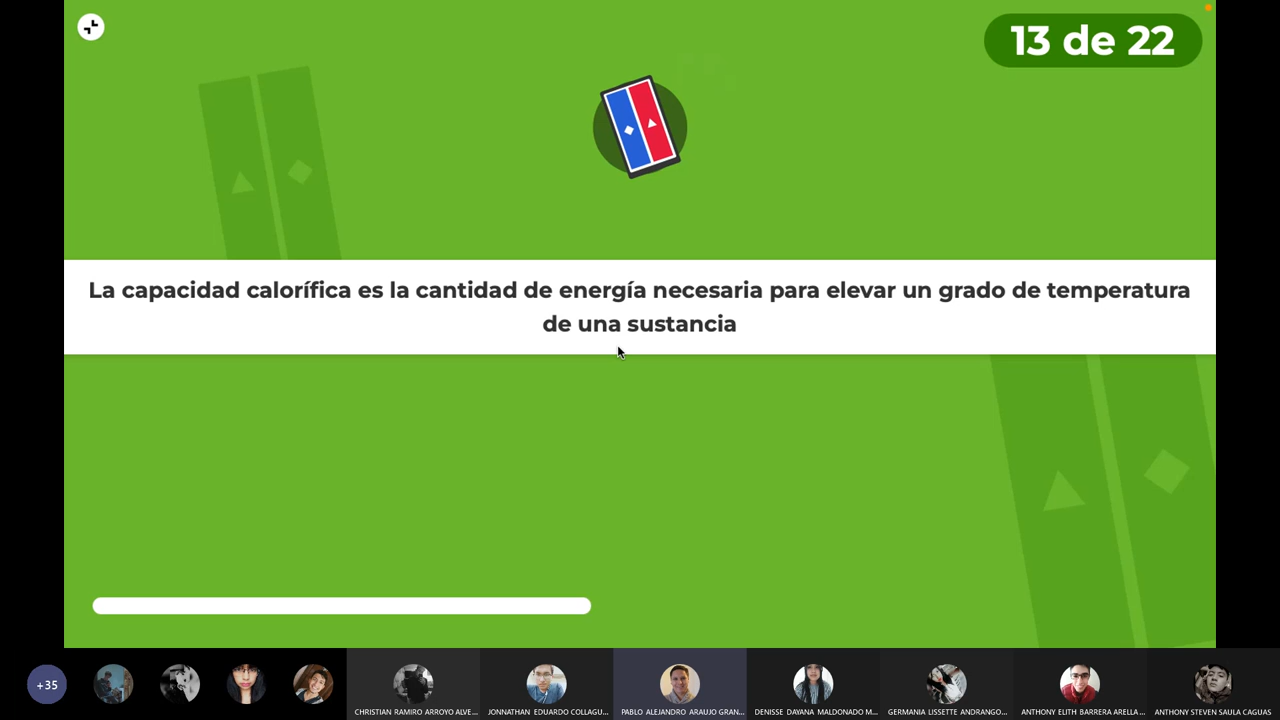 13 de 22
La capacidad calorífica es la cantidad de energía necesaria para elevar un grado de temperatura
de una sustancia
+35
CHRISTIAN RAMIRO ARROYO ALVE...
JONNATHAN EDUARDO COLLAGU...
PABLO ALEJANDRO ARAUJO GRAN...
DENISSE DAYANA MALDONADO M...
GERMANIA LISSETTE ANDRANGO...
ANTHONY ELITH BARRERA ARELLA ...
ANTHONY STEVEN SAULA CAGUAS